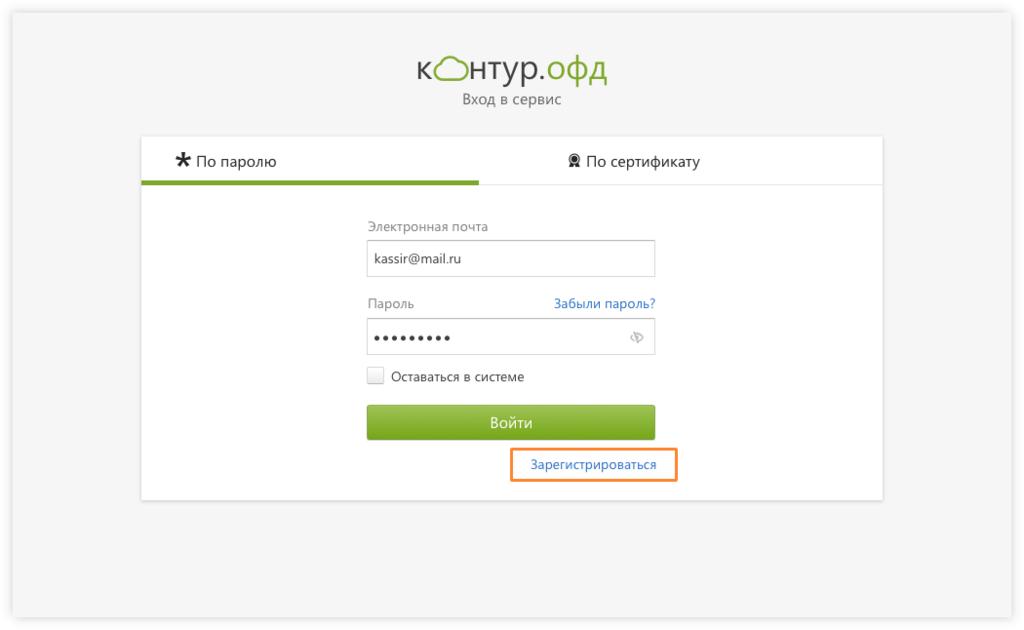 контур.офд
Вход в сервис
По паролю
По сертификату
Электронная почта
kassir@mail.ru
Пароль Забыли пароль?
Оставаться в системе
Войти
Зарегистрироваться